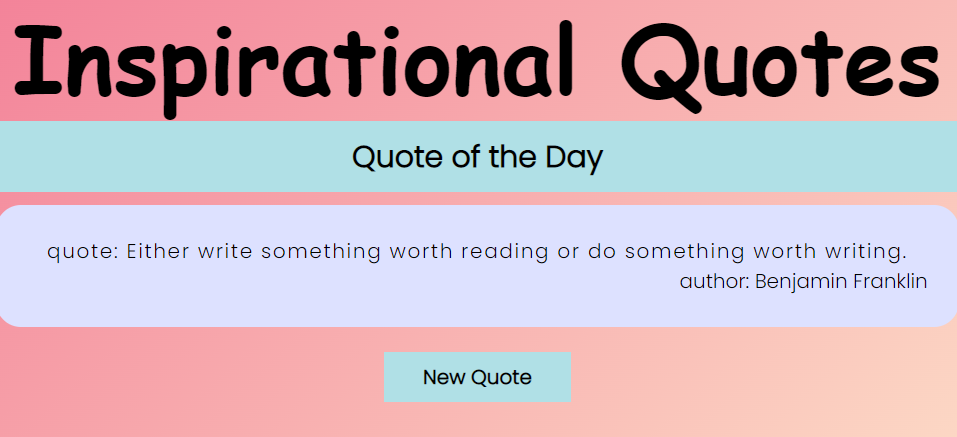 Inspirational Quotes
Quote of the Day
quote: Either write something worth reading or do something worth writing.
author: Benjamin Franklin
New Quote